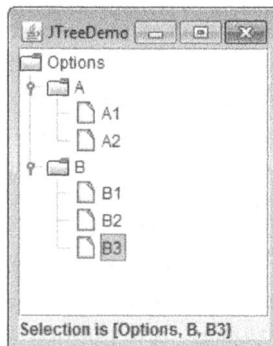 JTreeDemo
Options
A
A1
A2
B
B1
B2
B3
Selection is [Options, B, B3]